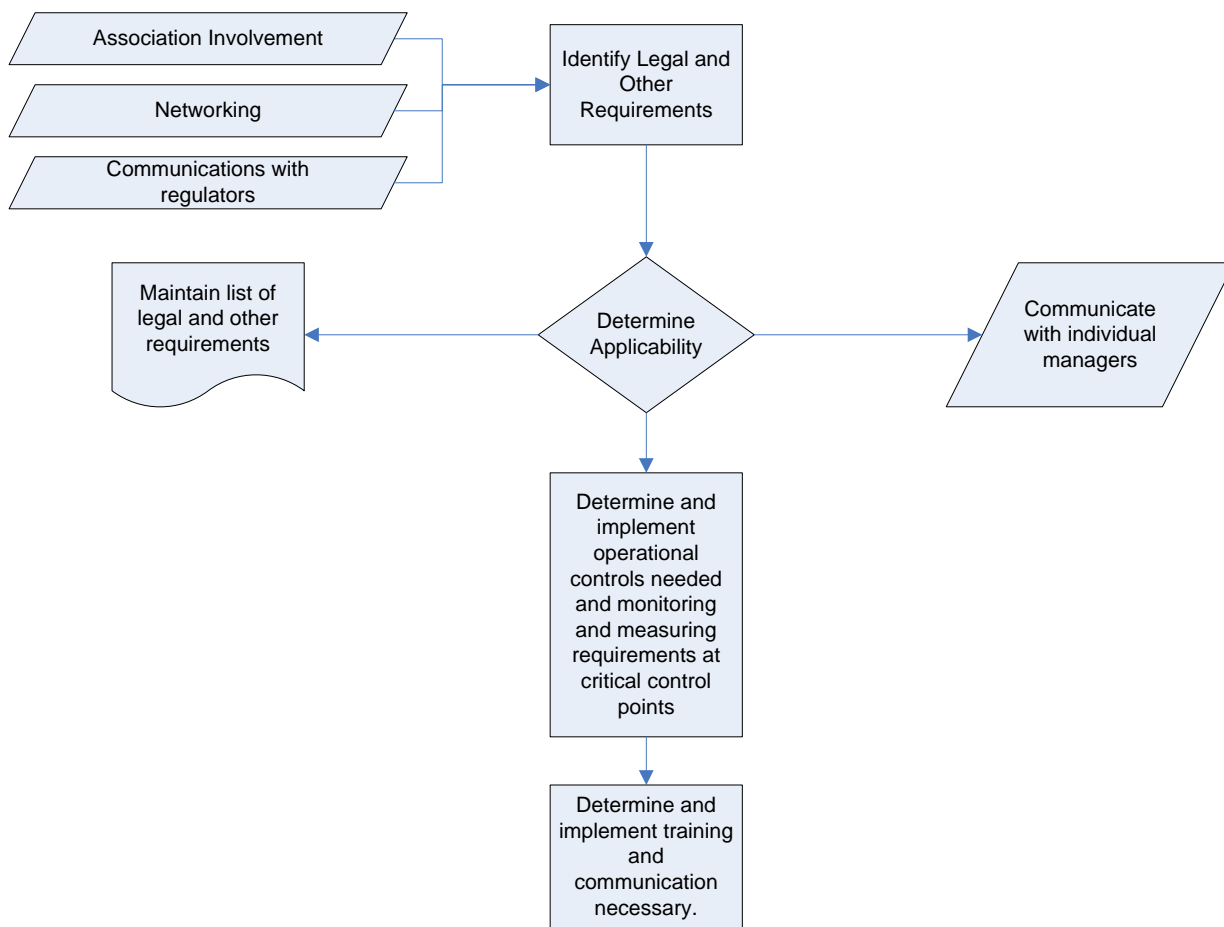 Association Involvement
Identify Legal and
Other
Requirements
Networking
Communications with
regulators
Maintain list of
legal and other
requirements
Determine
Applicability
Communicate
with individual
managers
Determine and
implement
operational
controls needed
and monitoring
and measuring
requirements at
critical control
points
Determine and
implement training
and
communication
necessary.